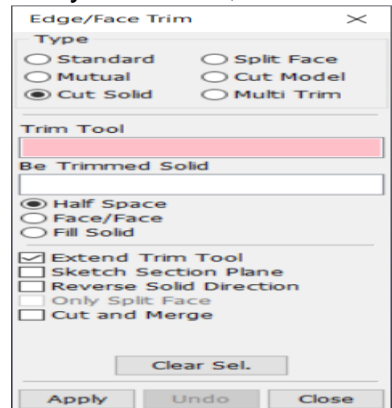 Edge/Face Trim
Type
Standard Split Face
Mutual Cut Model
Cut Solid Multi Trim
Trim Tool
Be Trimmed Solid
Half Space
Face/Face
Fill Solid
Extend Trim Tool
Sketch Section Plane
Reverse Solid Direction
Only Split Face
Cut and Merge
Clear Sel.
Apply Undo Close